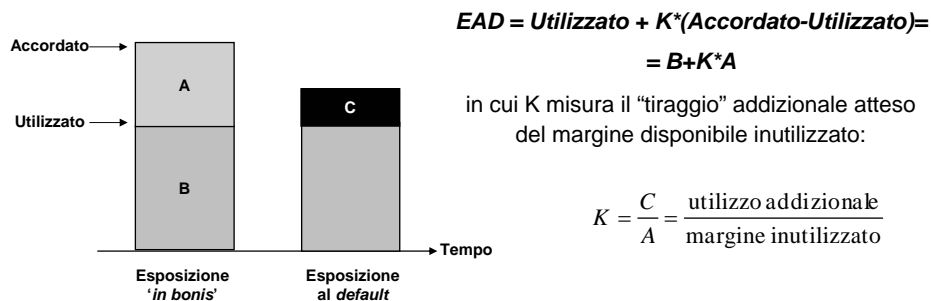 Accordato
Utilizzato
A
B
C
Tempo
Esposizione
'in bonis'
Esposizione
al default
EAD = Utilizzato + K*(Accordato-Utilizzato)=
= B+K*A
in cui K misura il “tiraggio” addizionale atteso
del margine disponibile inutilizzato:
K = C/A = utilizzo addizionale/margine inutilizzato